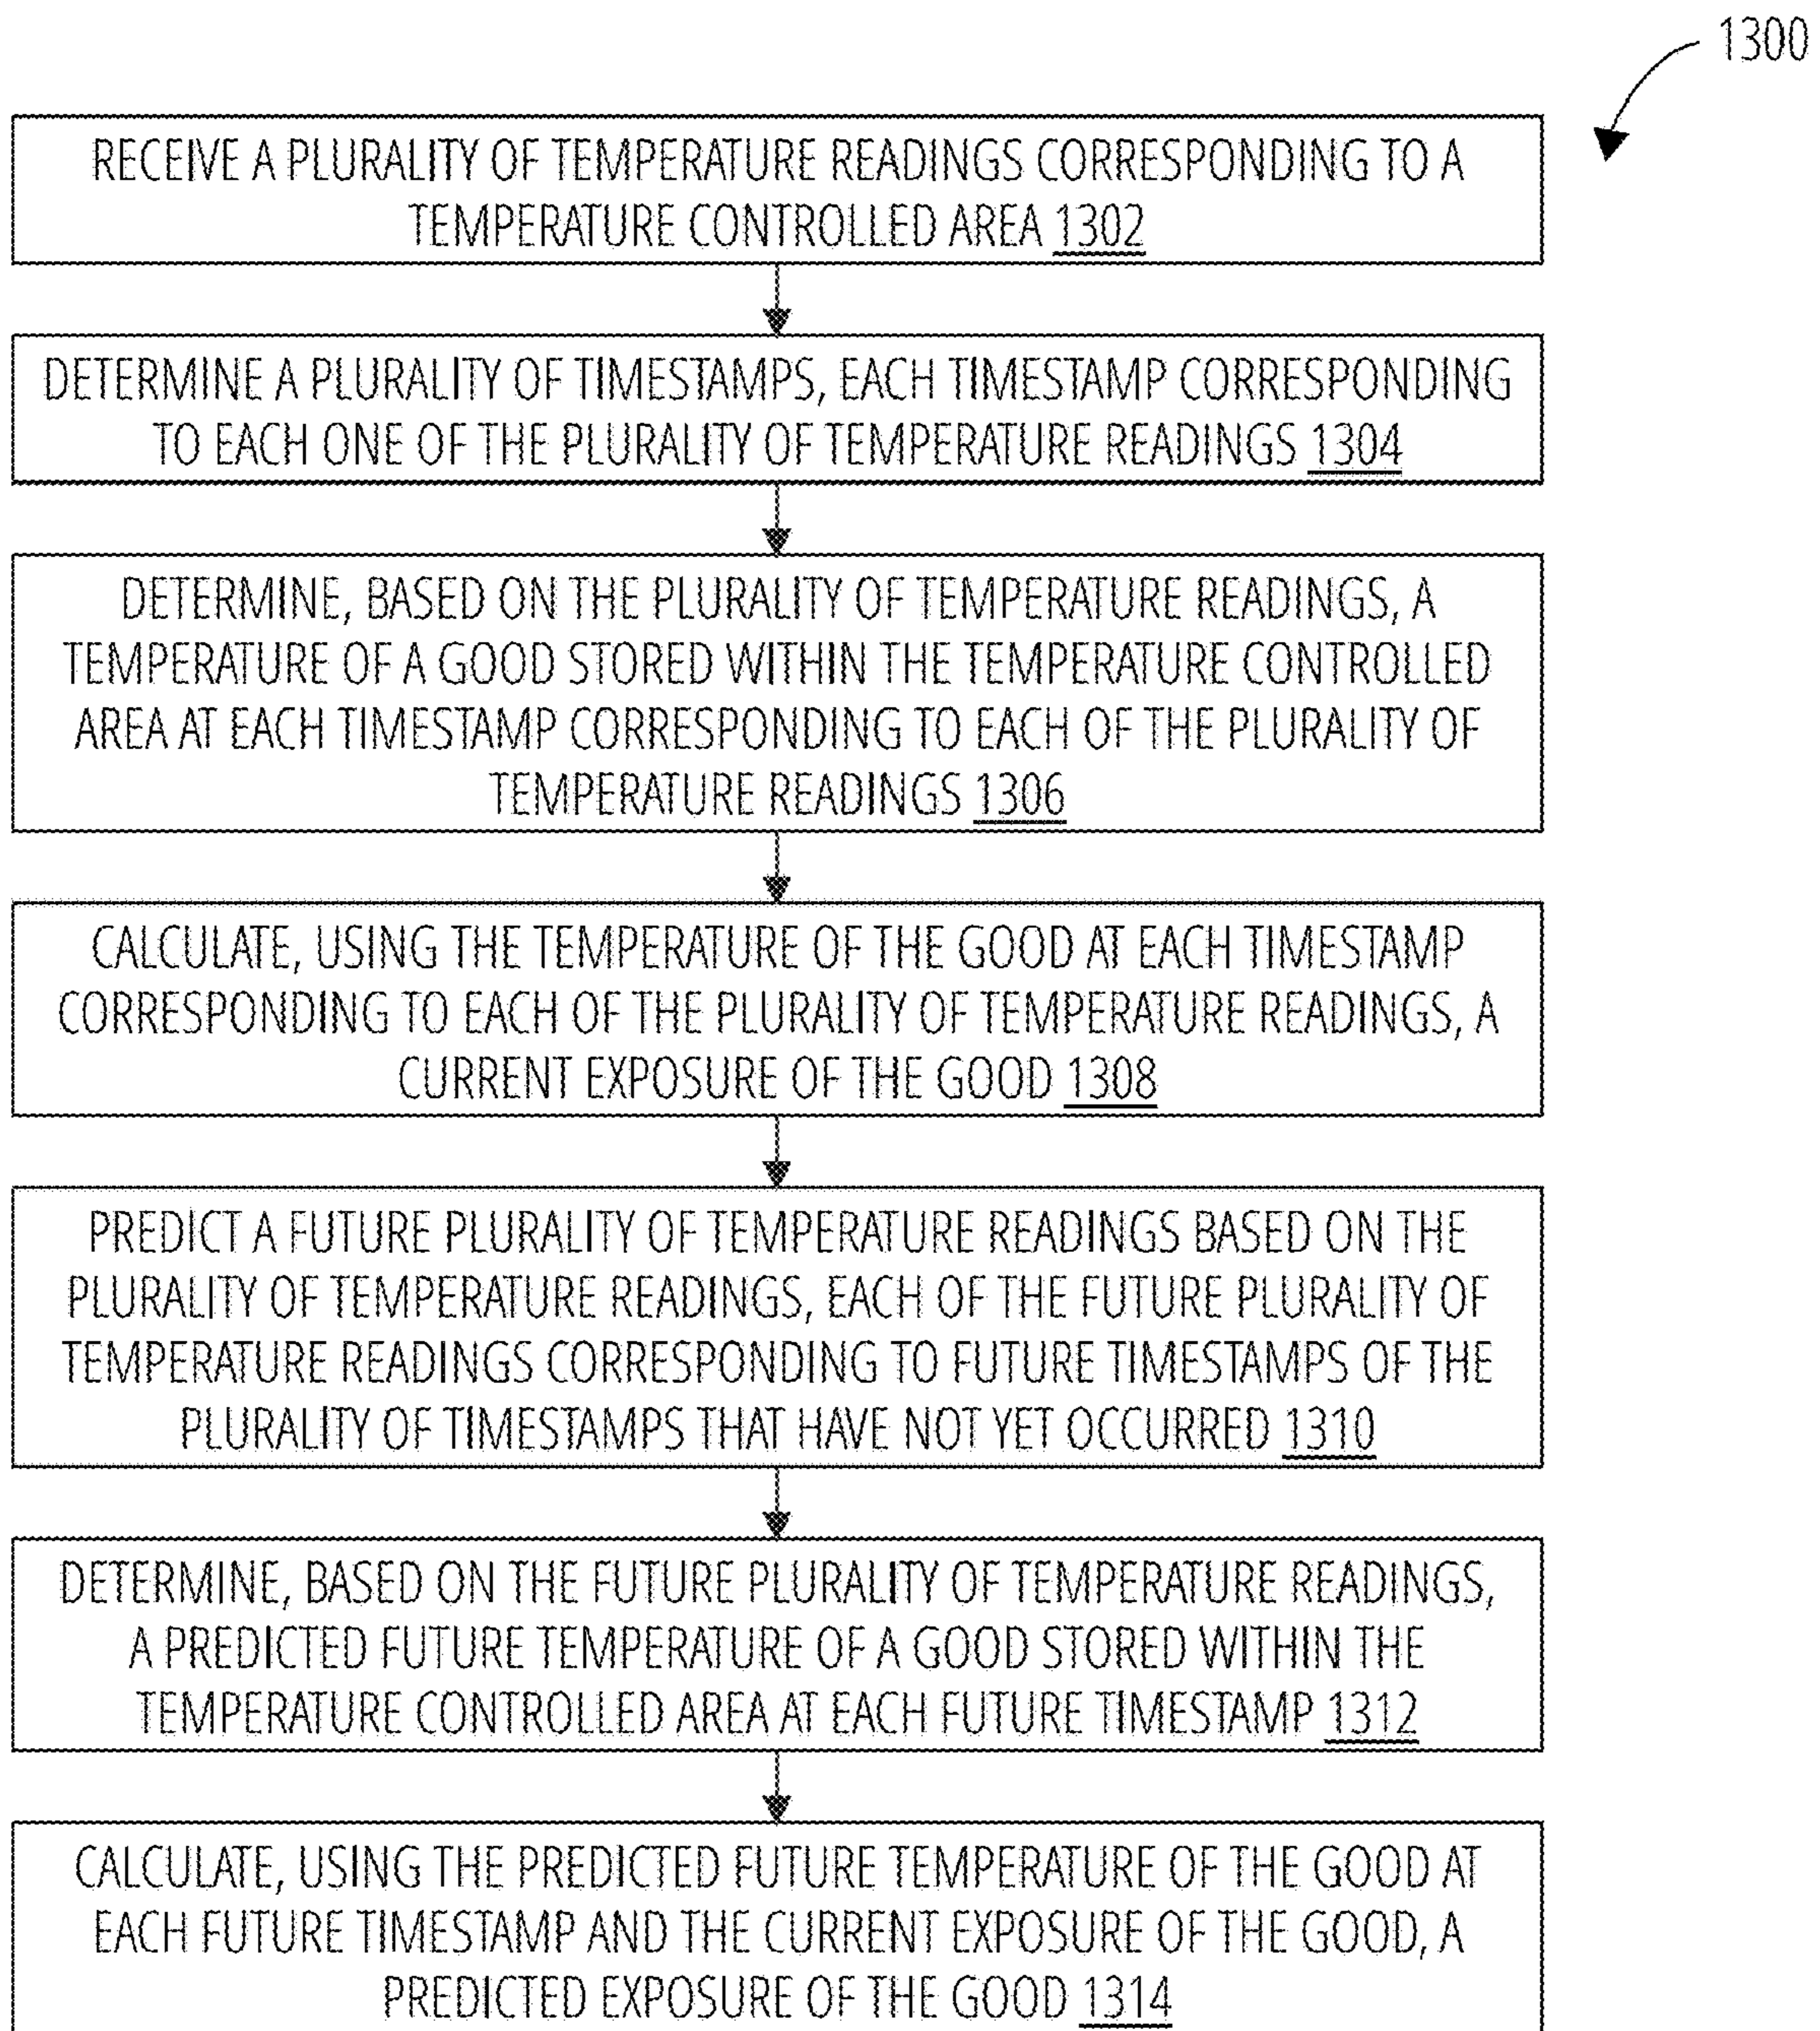 1300
RECEIVE A PLURALITY OF TEMPERATURE READINGS CORRESPONDING TO A
TEMPERATURE CONTROLLED AREA 1302
DETERMINE A PLURALITY OF TIMESTAMPS, EACH TIMESTAMP CORRESPONDING
TO EACH ONE OF THE PLURALITY OF TEMPERATURE READINGS 1304
DETERMINE, BASED ON THE PLURALITY OF TEMPERATURE READINGS, A
TEMPERATURE OF A GOOD STORED WITHIN THE TEMPERATURE CONTROLLED
AREA AT EACH TIMESTAMP CORRESPONDING TO EACH OF THE PLURALITY OF
TEMPERATURE READINGS 1306
CALCULATE, USING THE TEMPERATURE OF THE GOOD AT EACH TIMESTAMP
CORRESPONDING TO EACH OF THE PLURALITY OF TEMPERATURE READINGS, A
CURRENT EXPOSURE OF THE GOOD 1308
PREDICT A FUTURE PLURALITY OF TEMPERATURE READINGS BASED ON THE
PLURALITY OF TEMPERATURE READINGS, EACH OF THE FUTURE PLURALITY OF
TEMPERATURE READINGS CORRESPONDING TO FUTURE TIMESTAMPS OF THE
PLURALITY OF TIMESTAMPS THAT HAVE NOT YET OCCURRED 1310
DETERMINE, BASED ON THE FUTURE PLURALITY OF TEMPERATURE READINGS,
A PREDICTED FUTURE TEMPERATURE OF A GOOD STORED WITHIN THE
TEMPERATURE CONTROLLED AREA AT EACH FUTURE TIMESTAMP 1312
CALCULATE, USING THE PREDICTED FUTURE TEMPERATURE OF THE GOOD AT
EACH FUTURE TIMESTAMP AND THE CURRENT EXPOSURE OF THE GOOD, A
PREDICTED EXPOSURE OF THE GOOD 1314